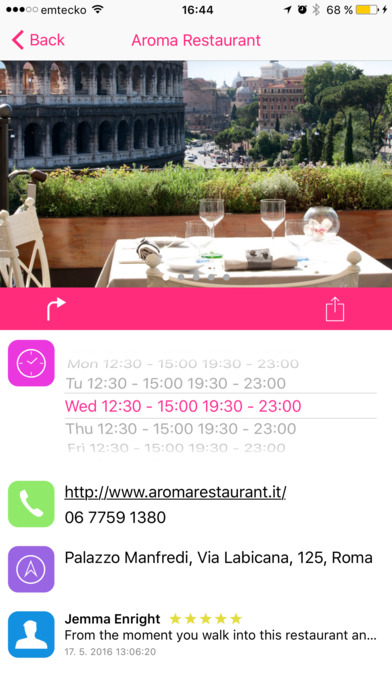 emtecko 16:44 68 %
Back Aroma Restaurant
Mon 12:30 - 15:00 19:30 - 23:00
Tu 12:30 - 15:00 19:30 - 23:00
Wed 12:30 - 15:00 19:30 - 23:00
Thu 12:30 - 15:00 19:30 - 23:00
Fri 12:30 - 15:00 19:30 - 23:00
http://www.aromarestaurant.it/
06 7759 1380
Palazzo Manfredi, Via Labicana, 125, Roma
Jemma Enright
From the moment you walk into this restaurant an...
17. 5. 2016 13:06:20